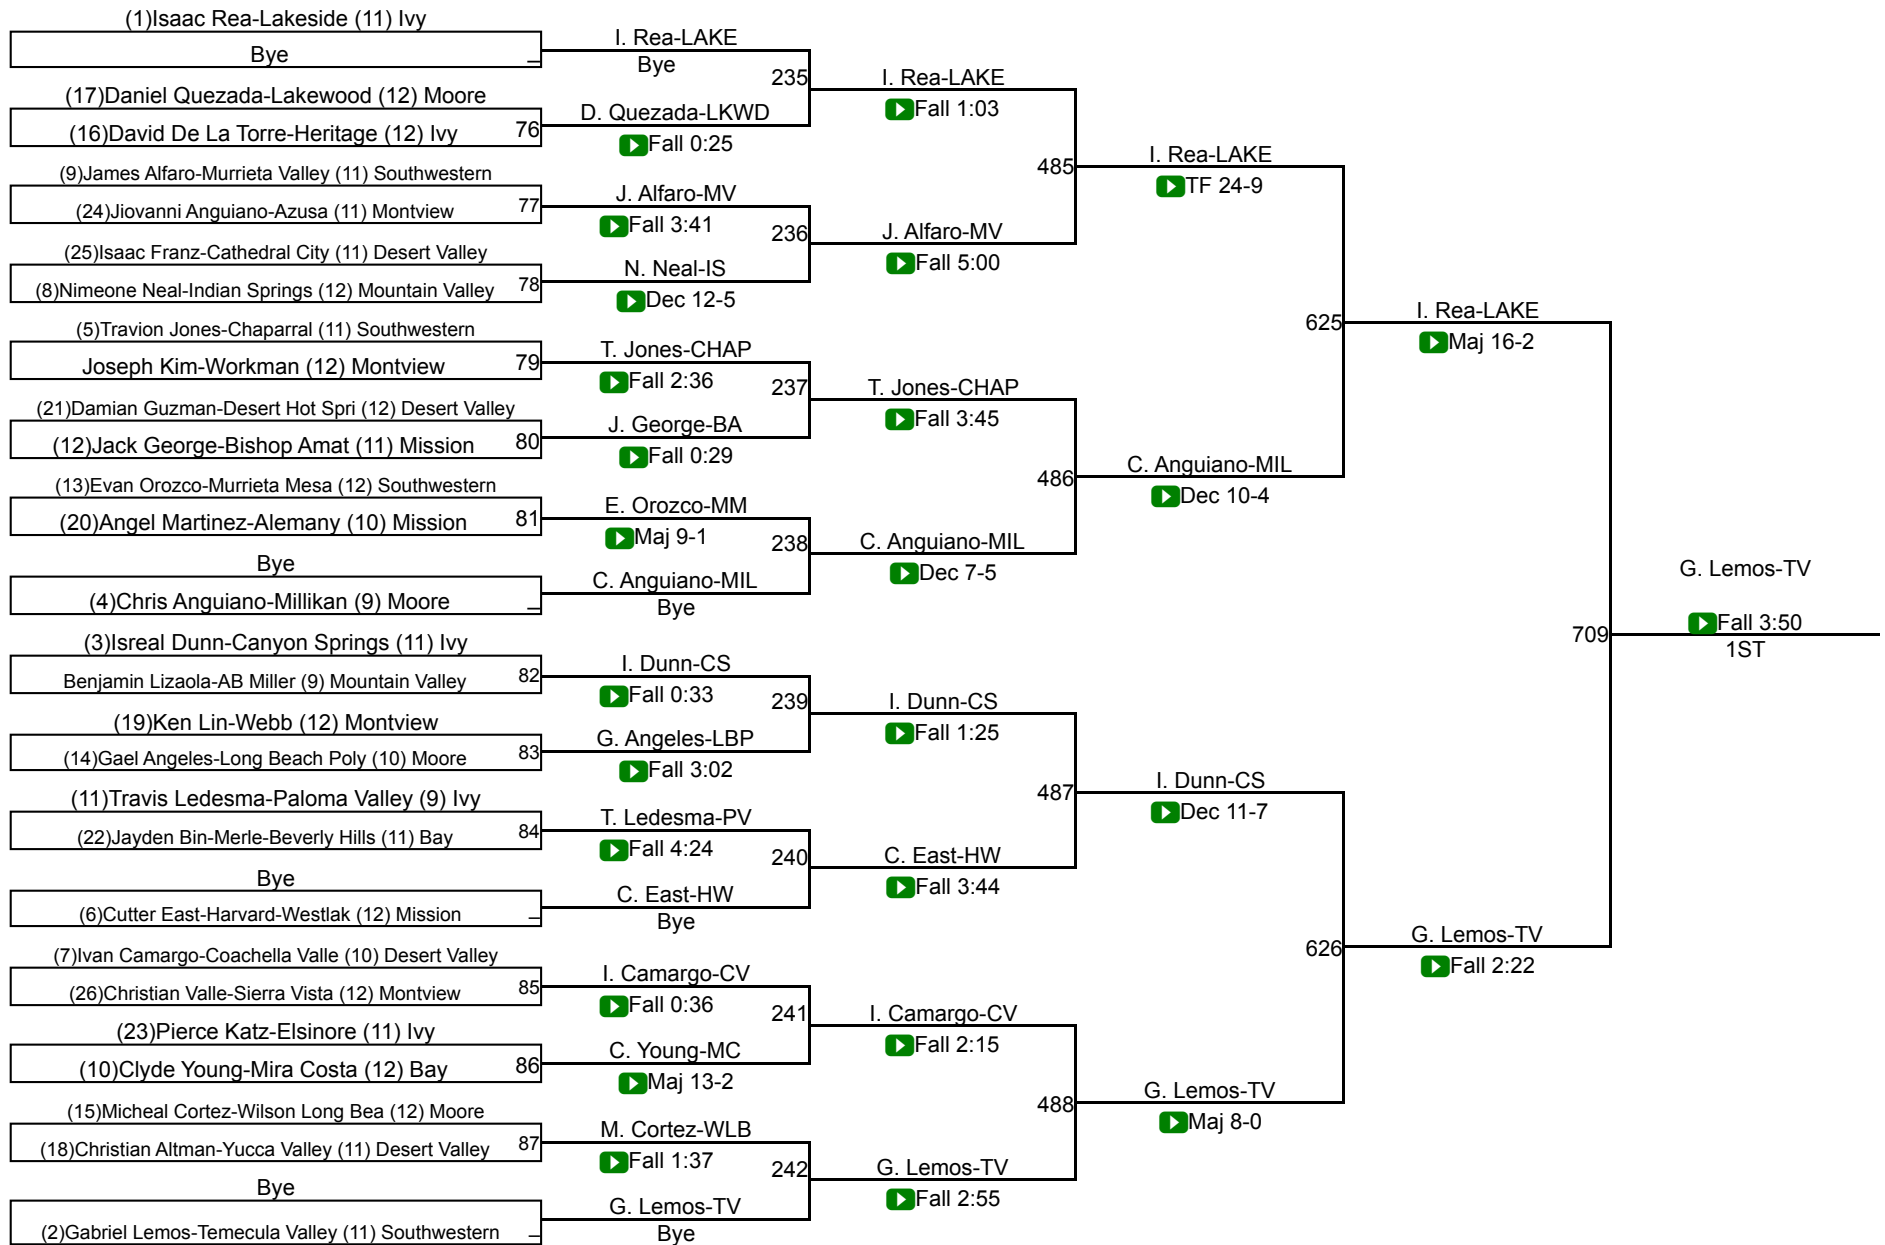 (1)Isaac Rea-Lakeside (11) Ivy
Bye
(17)Daniel Quezada-Lakewood (12) Moore
(16)David De La Torre-Heritage (12) Ivy
76
(9)James Alfaro-Murrieta Valley (11) Southwestern
(24)Jiovanni Anguiano-Azusa (11) Montview
77
(25)Isaac Franz-Cathedral City (11) Desert Valley
(8)Nimeone Neal-Indian Springs (12) Mountain Valley
78
(5)Travion Jones-Chaparral (11) Southwestern
Joseph Kim-Workman (12) Montview
79
(21)Damian Guzman-Desert Hot Spri (12) Desert Valley
(12)Jack George-Bishop Amat (11) Mission
80
(13)Evan Orozco-Murrieta Mesa (12) Southwestern
(20)Angel Martinez-Alemany (10) Mission
81
Bye
(4)Chris Anguiano-Millikan (9) Moore
(3)Isreal Dunn-Canyon Springs (11) Ivy
Benjamin Lizaola-AB Miller (9) Mountain Valley
82
(19)Ken Lin-Webb (12) Montview
(14)Gael Angeles-Long Beach Poly (10) Moore
83
(11)Travis Ledesma-Paloma Valley (9) Ivy
(22)Jayden Bin-Merle-Beverly Hills (11) Bay
84
Bye
(6)Cutter East-Harvard-Westlak (12) Mission
(7)Ivan Camargo-Coachella Valle (10) Desert Valley
(26)Christian Valle-Sierra Vista (12) Montview
85
(23)Pierce Katz-Elsinore (11) Ivy
(10)Clyde Young-Mira Costa (12) Bay
86
(15)Micheal Cortez-Wilson Long Bea (12) Moore
(18)Christian Altman-Yucca Valley (11) Desert Valley
87
Bye
(2)Gabriel Lemos-Temecula Valley (11) Southwestern
I. Rea-LAKE
Bye
235
D. Quezada-LKWD
Fall 0:25
J. Alfaro-MV
Fall 3:41
236
N. Neal-IS
Dec 12-5
T. Jones-CHAP
Fall 2:36
237
J. George-BA
Fall 0:29
E. Orozco-MM
Maj 9-1
238
C. Anguiano-MIL
Bye
I. Dunn-CS
Fall 0:33
239
G. Angeles-LBP
Fall 3:02
T. Ledesma-PV
Fall 4:24
240
C. East-HW
Bye
I. Camargo-CV
Fall 0:36
241
C. Young-MC
Maj 13-2
M. Cortez-WLB
Fall 1:37
242
G. Lemos-TV
Bye
I. Rea-LAKE
Fall 1:03
485
J. Alfaro-MV
Fall 5:00
T. Jones-CHAP
Fall 3:45
486
C. Anguiano-MIL
Dec 7-5
I. Dunn-CS
Fall 1:25
487
C. East-HW
Fall 3:44
I. Camargo-CV
Fall 2:15
488
G. Lemos-TV
Fall 2:55
I. Rea-LAKE
TF 24-9
625
C. Anguiano-MIL
Dec 10-4
I. Dunn-CS
Dec 11-7
626
G. Lemos-TV
Maj 8-0
I. Rea-LAKE
Maj 16-2
709
G. Lemos-TV
Fall 2:22
G. Lemos-TV
Fall 3:50
1ST